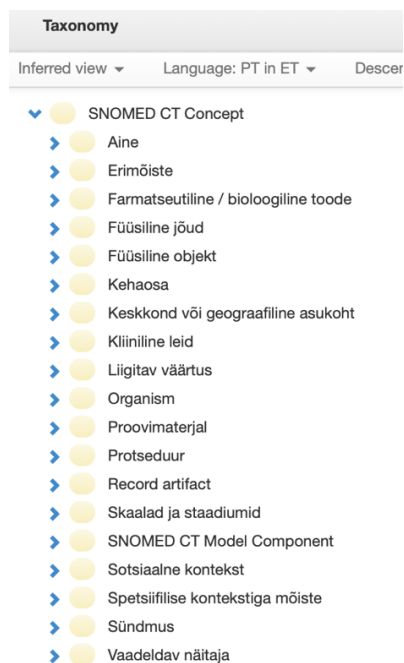 Taxonomy
Inferred view Language: PT in ET
SNOMED CT Concept
Aine
Erimõiste
Farmatseutiline / bioloogiline toode
Füüsiline jõud
Füüsiline objekt
Kehaosa
Keskkond või geograafiline asukoht
Kliiniline leid
Liigitav väärtus
Organism
Proovimaterjal
Protseduur
Record artifact
Skaalad ja staadiumid
SNOMED CT Model Component
Sotsiaalne kontekst
Spetsiifilise kontekstiga mõiste
Sündmus
Vaadeldav näitaja